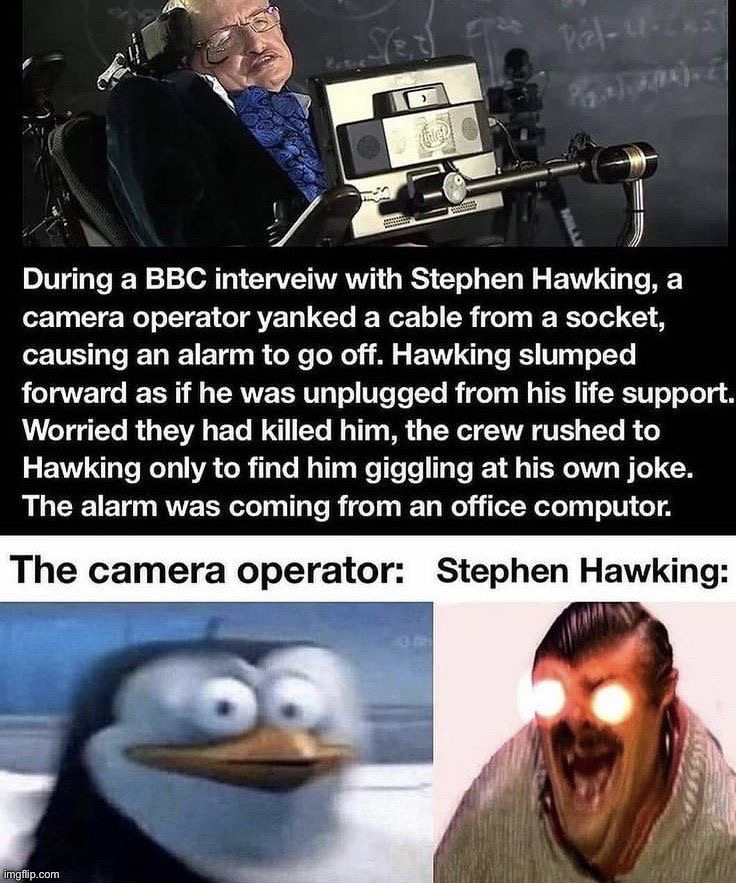 intel
During a BBC interveiw with Stephen Hawking, a
camera operator yanked a cable from a socket,
causing an alarm to go off. Hawking slumped
forward as if he was unplugged from his life support.
Worried they had killed him, the crew rushed to
Hawking only to find him giggling at his own joke.
The alarm was coming from an office computor.
The camera operator: Stephen Hawking:
imgflip.com